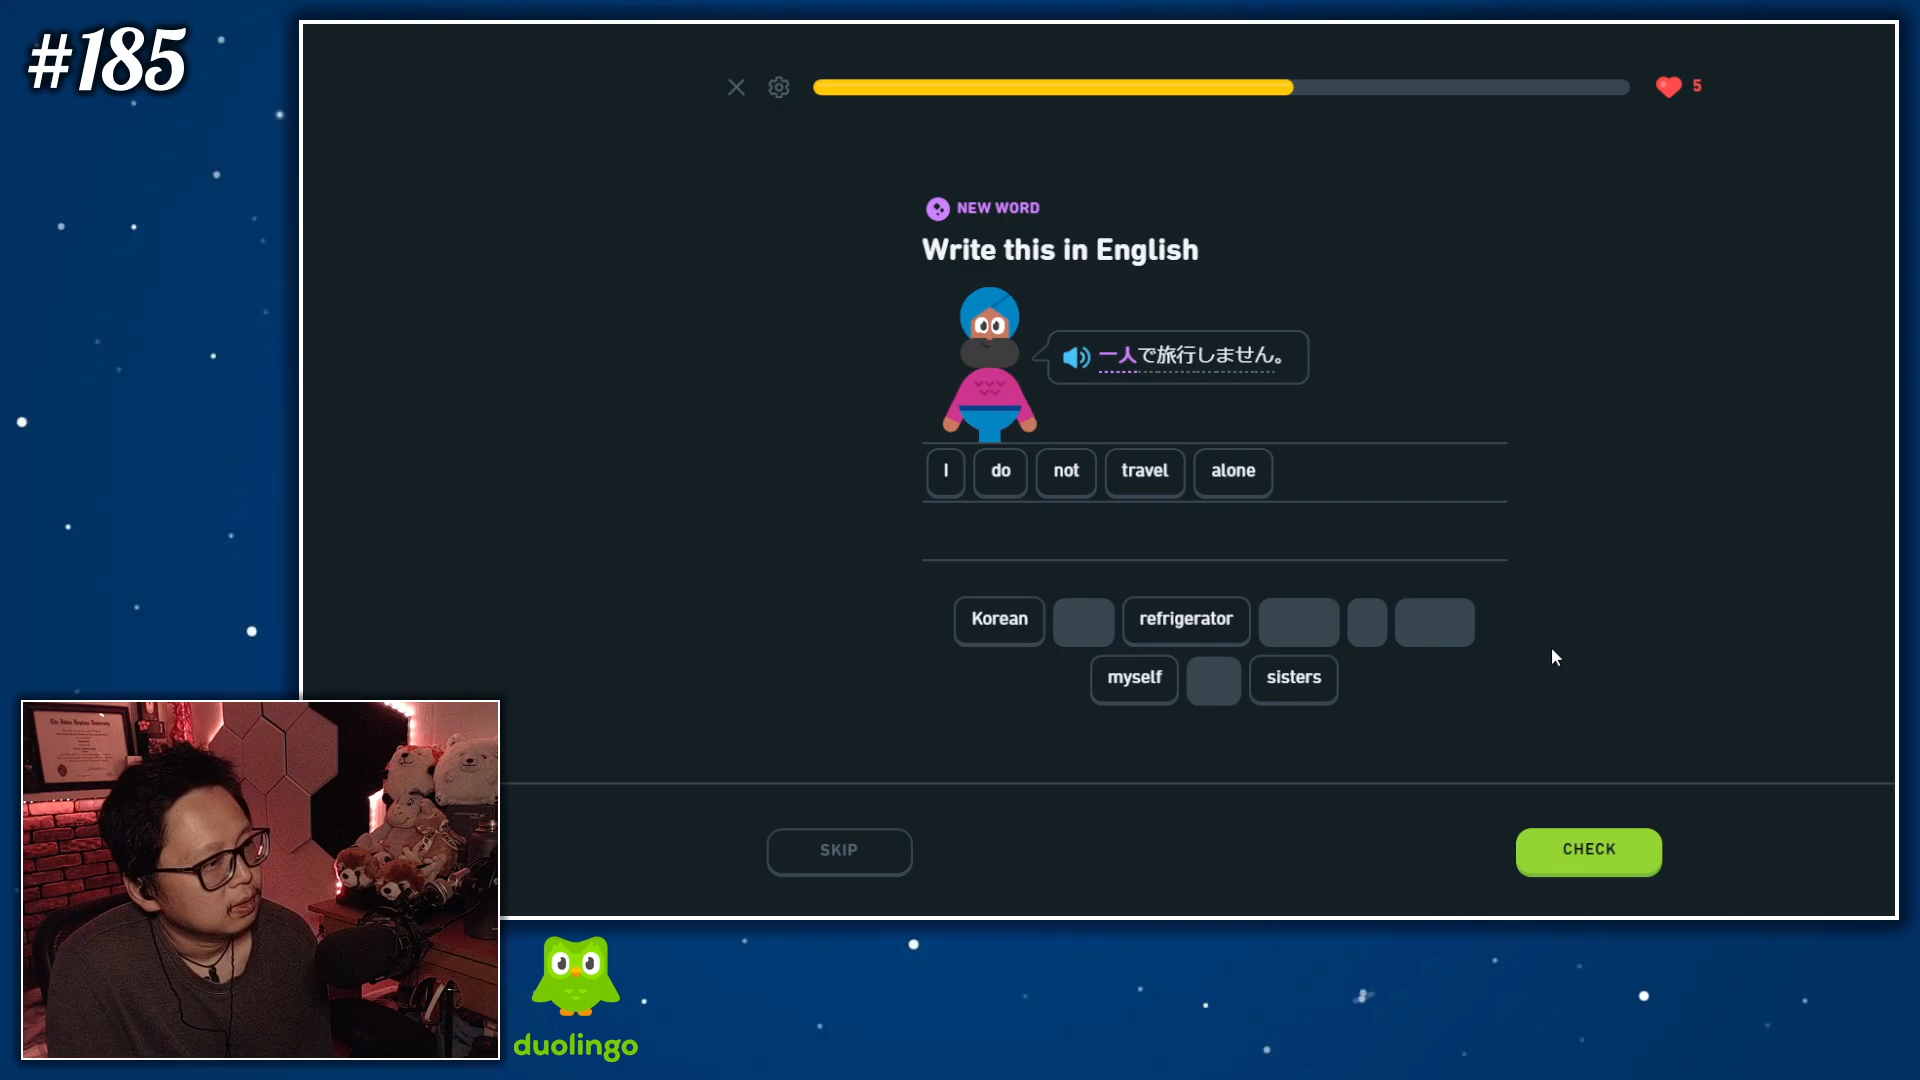 #185
5
NEW WORD
Write this in English
一人で旅行しません。
I do not travel alone
Korean refrigerator
myself sisters
SKIP
CHECK
duolingo